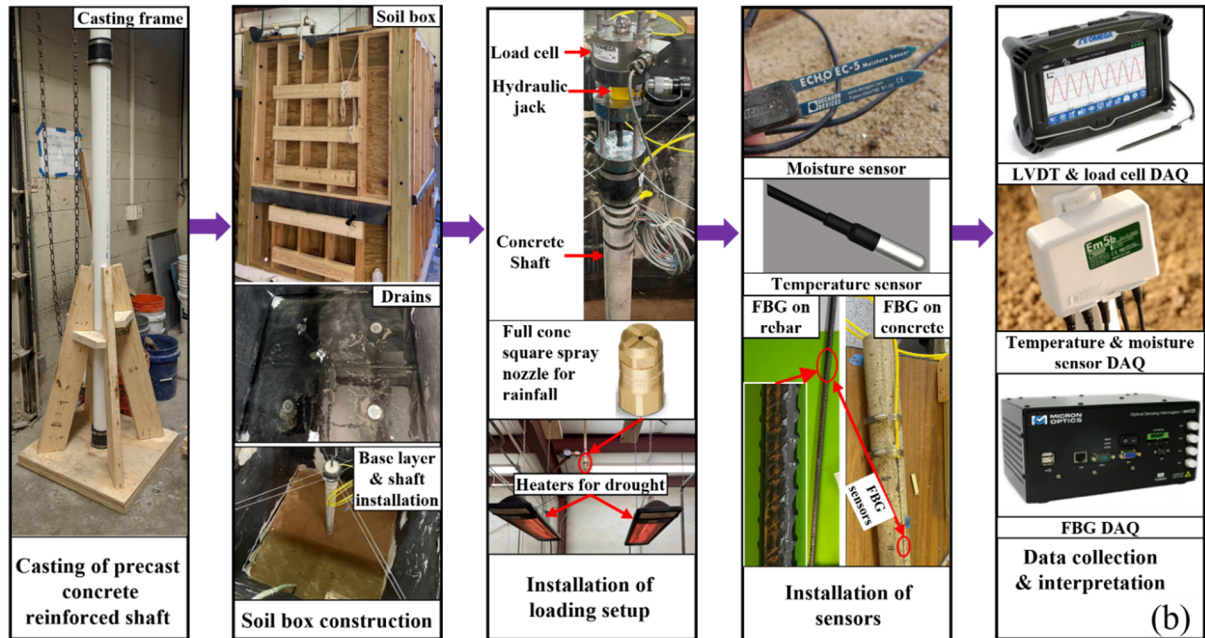 Casting frame
Casting of precast
concrete
reinforced shaft
Soil box
Drains
Base layer
& shaft
installation
Soil box construction
Load cell
OMEGA
Hydraulic
jack
Concrete
Shaft
Full cone
square spray
nozzle for
rainfall
Heaters for drought
Installation of
loading setup
ECHO EC-5 Moisture Sensor
DECAGON
DEVICES
Moisture sensor
Temperature sensor
FBG on
rebar
FBG on
concrete
FBG
sensors
Installation of
sensors
OMEGA
LVDT & load cell DAQ
Em5b
Temperature & moisture
sensor DAQ
MICRON
OPTICS
Optical Sensing Interrogator
FBG DAQ
Data collection
& interpretation
(b)